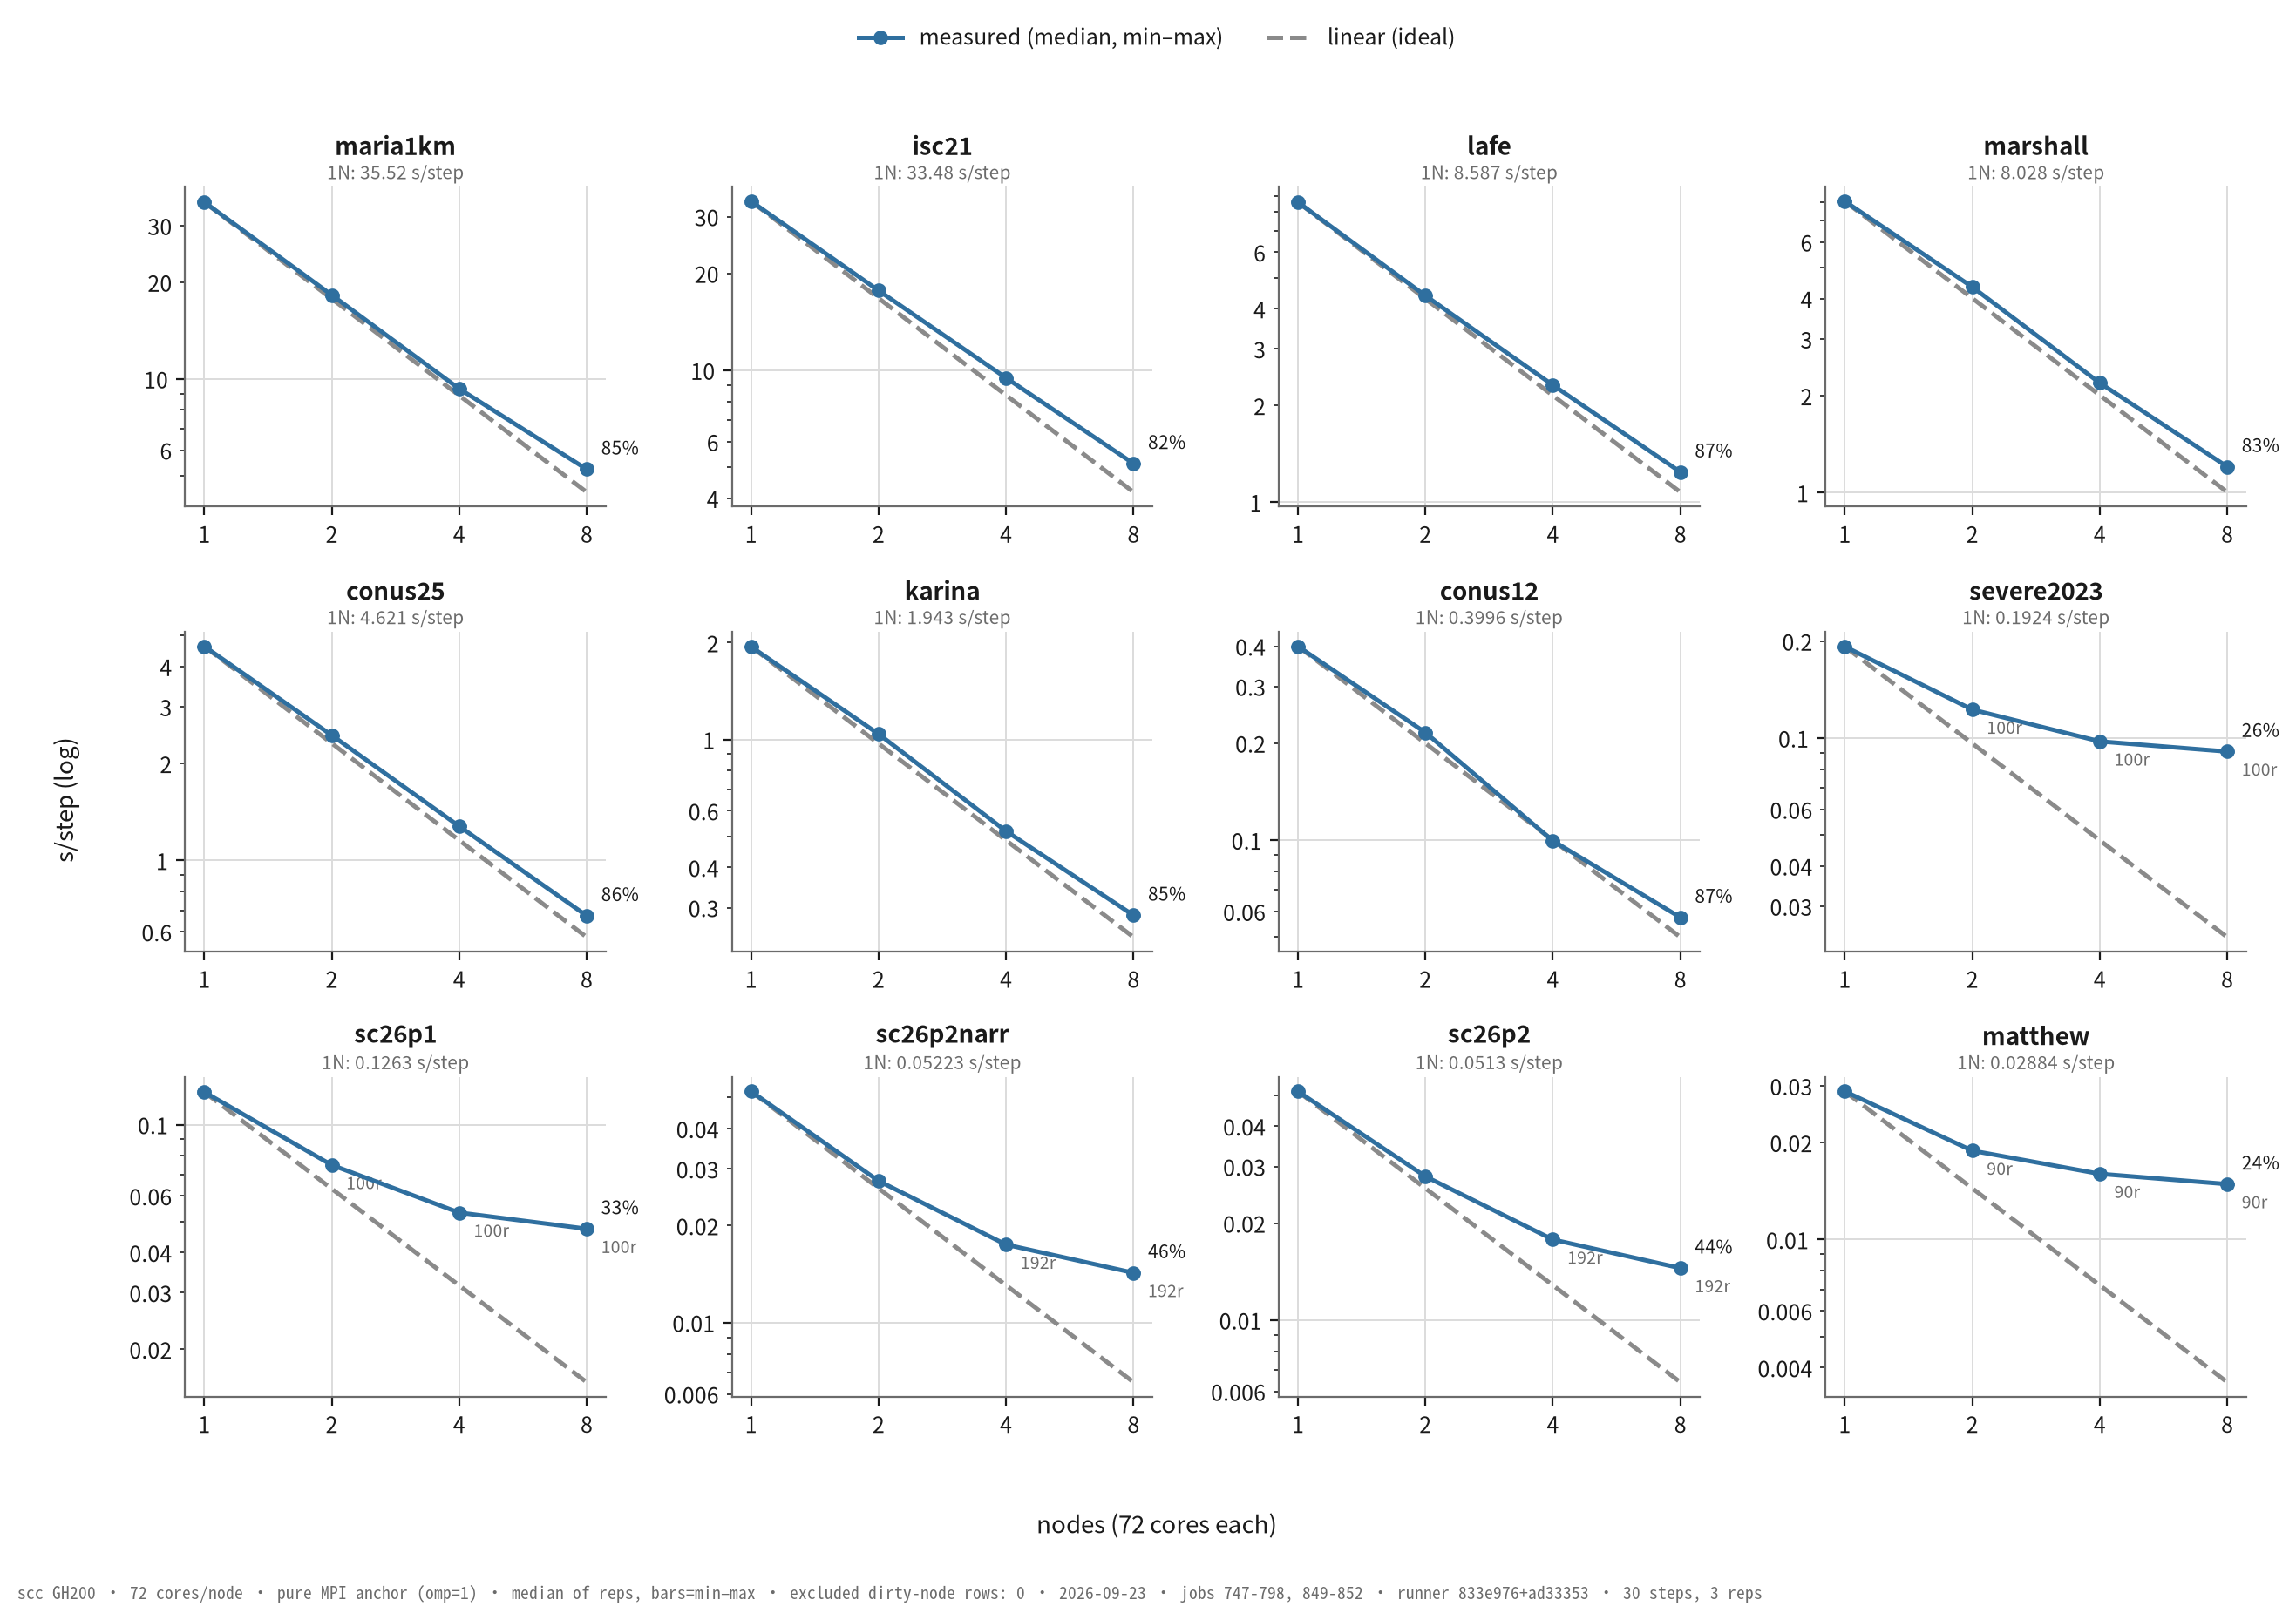 measured (median, min–max)
linear (ideal)
maria1km
1N: 35.52 s/step
30
20
10
6
85%
1 2 4 8
isc21
1N: 33.48 s/step
30
20
10
6
4
82%
1 2 4 8
lafe
1N: 8.587 s/step
6
4
3
2
1
87%
1 2 4 8
marshall
1N: 8.028 s/step
6
4
3
2
1
83%
1 2 4 8
s/step (log)
conus25
1N: 4.621 s/step
4
3
2
1
0.6
86%
1 2 4 8
karina
1N: 1.943 s/step
2
1
0.6
0.4
0.3
85%
1 2 4 8
conus12
1N: 0.3996 s/step
0.4
0.3
0.2
0.1
0.06
87%
1 2 4 8
severe2023
1N: 0.1924 s/step
0.2
0.1
0.06
0.04
0.03
100r
100r
26%
100r
1 2 4 8
sc26p1
1N: 0.1263 s/step
0.1
0.06
0.04
0.03
0.02
100r
100r
33%
100r
1 2 4 8
sc26p2narr
1N: 0.05223 s/step
0.04
0.03
0.02
0.01
0.006
192r
46%
192r
1 2 4 8
sc26p2
1N: 0.0513 s/step
0.04
0.03
0.02
0.01
0.006
192r
44%
192r
1 2 4 8
matthew
1N: 0.02884 s/step
0.03
0.02
0.01
0.006
0.004
90r
90r
24%
90r
1 2 4 8
nodes (72 cores each)
scc GH200 • 72 cores/node • pure MPI anchor (omp=1) • median of reps, bars=min–max • excluded dirty-node rows: 0 • 2026-09-23 • jobs 747-798, 849-852 • runner 833e976+ad33353 • 30 steps, 3 reps